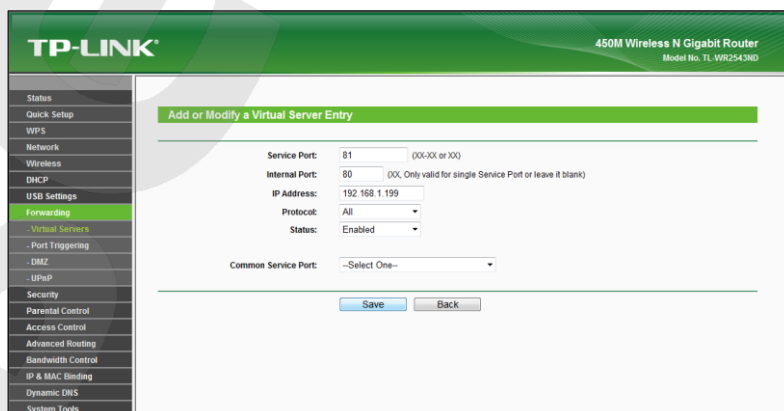 TP-LINK®
450M Wireless N Gigabit Router
Model No. TL-WR2543ND
Status
Quick Setup
WPS
Network
Wireless
DHCP
USB Settings
Forwarding
- Virtual Servers
- Port Triggering
- DMZ
- UPnP
Security
Parental Control
Access Control
Advanced Routing
Bandwidth Control
IP & MAC Binding
Dynamic DNS
System Tools
Add or Modify a Virtual Server Entry
Service Port: 81 (XX-XX or XX)
Internal Port: 80 (XX, Only valid for single Service Port or leave it blank)
IP Address: 192.168.1.199
Protocol: All
Status: Enabled
Common Service Port: --Select One--
Save Back